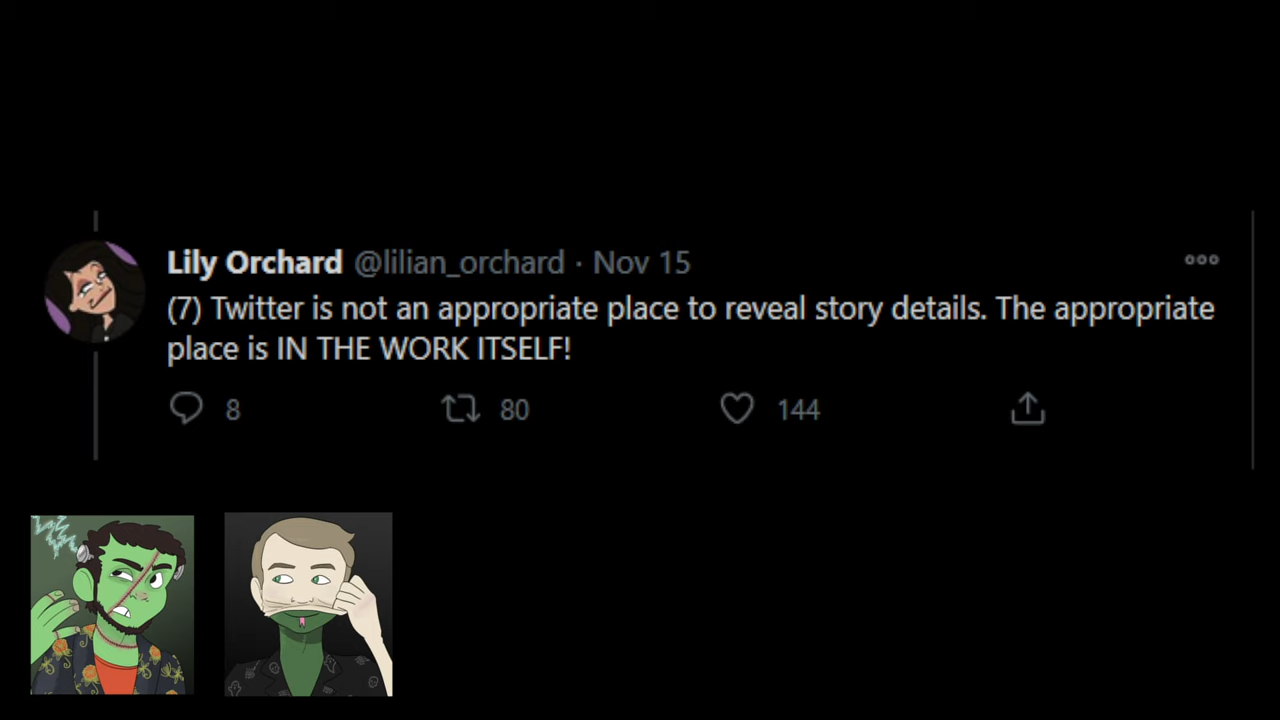 Lily Orchard @lilian_orchard · Nov 15
(7) Twitter is not an appropriate place to reveal story details. The appropriate
place is IN THE WORK ITSELF!
8 80 144